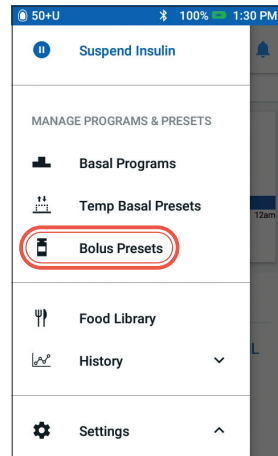 50+U 100% 1:30 PM
Suspend Insulin
MANAGE PROGRAMS & PRESETS
Basal Programs
Temp Basal Presets
12am
Bolus Presets
Food Library
L
History
Settings